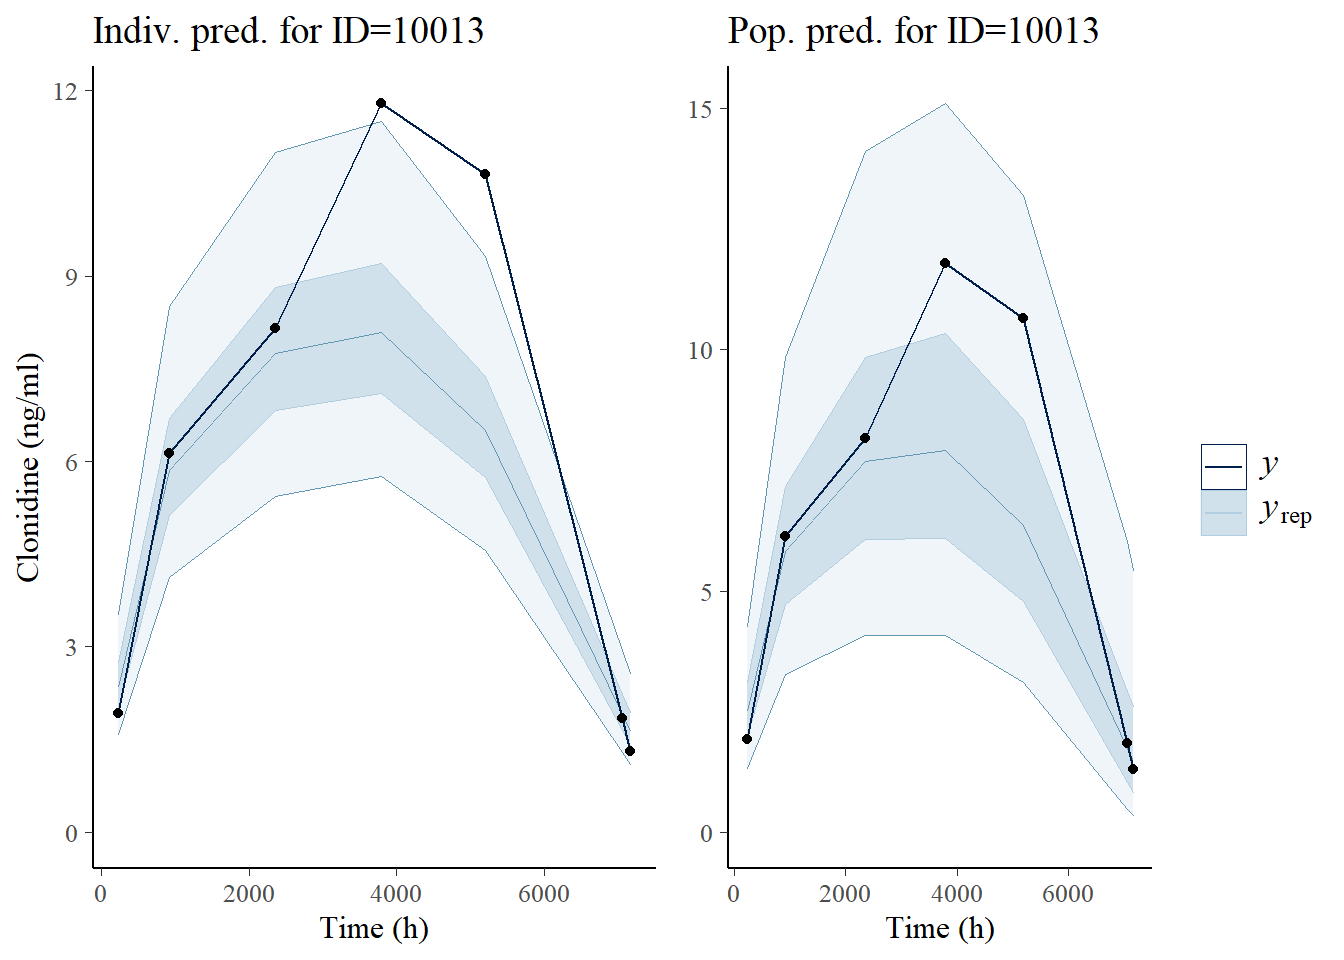 Indiv. pred. for ID=10013
Pop. pred. for ID=10013
Clonidine (ng/ml)
12
9
6
3
0
0 2000 4000 6000
Time (h)
15
10
5
0
0 2000 4000 6000
Time (h)
y
y rep